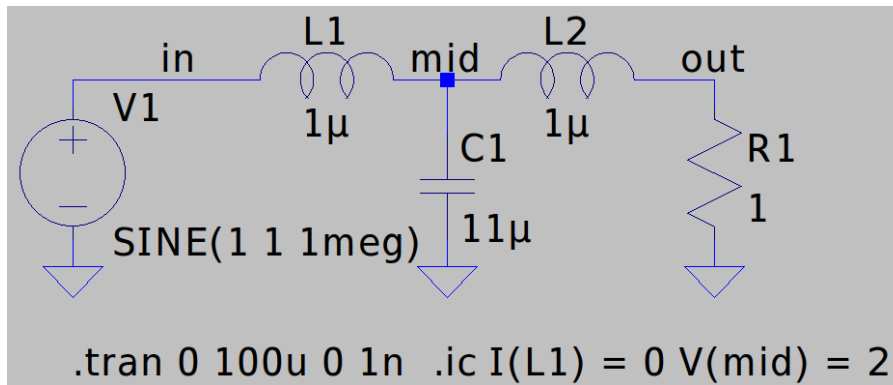 L1
L2
in
mid
out
V1
1µ
1µ
C1
R1
1
11µ
SINE(1 1 1meg)
.tran 0 100u 0 1n .ic I(L1) = 0 V(mid) = 2